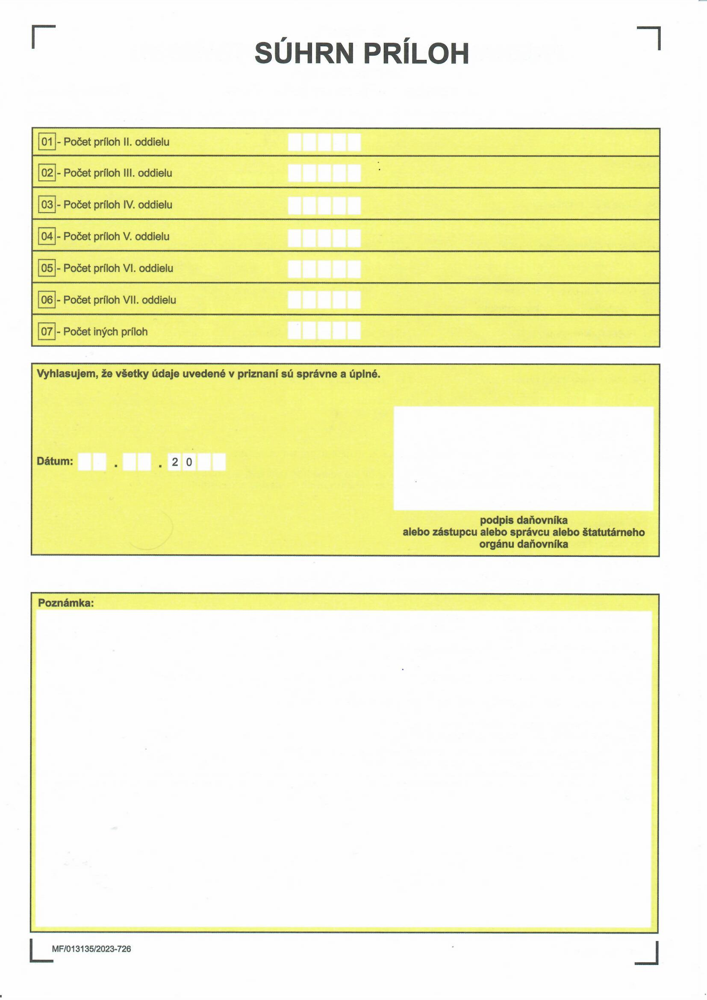 SÚHRN PRÍLOH
01 - Počet príloh II. oddielu
02 - Počet príloh III. oddielu
03 - Počet príloh IV. oddielu
04 - Počet príloh V. oddielu
05 - Počet príloh VI. oddielu
06 - Počet príloh VII. oddielu
07 - Počet iných príloh
Vyhlasujem, že všetky údaje uvedené v priznaní sú správne a úplné.
Dátum: . . 2 0
podpis daňovníka
alebo zástupcu alebo správcu alebo štatutárneho
orgánu daňovníka
Poznámka:
MF/013135/2023-726